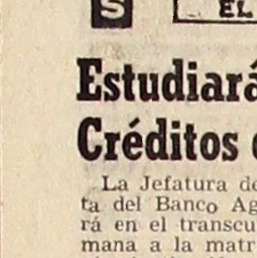 S EL
Estudiará
Créditos
La Jefatura de
ta del Banco Ag
rá en el transcu
mana a la matr